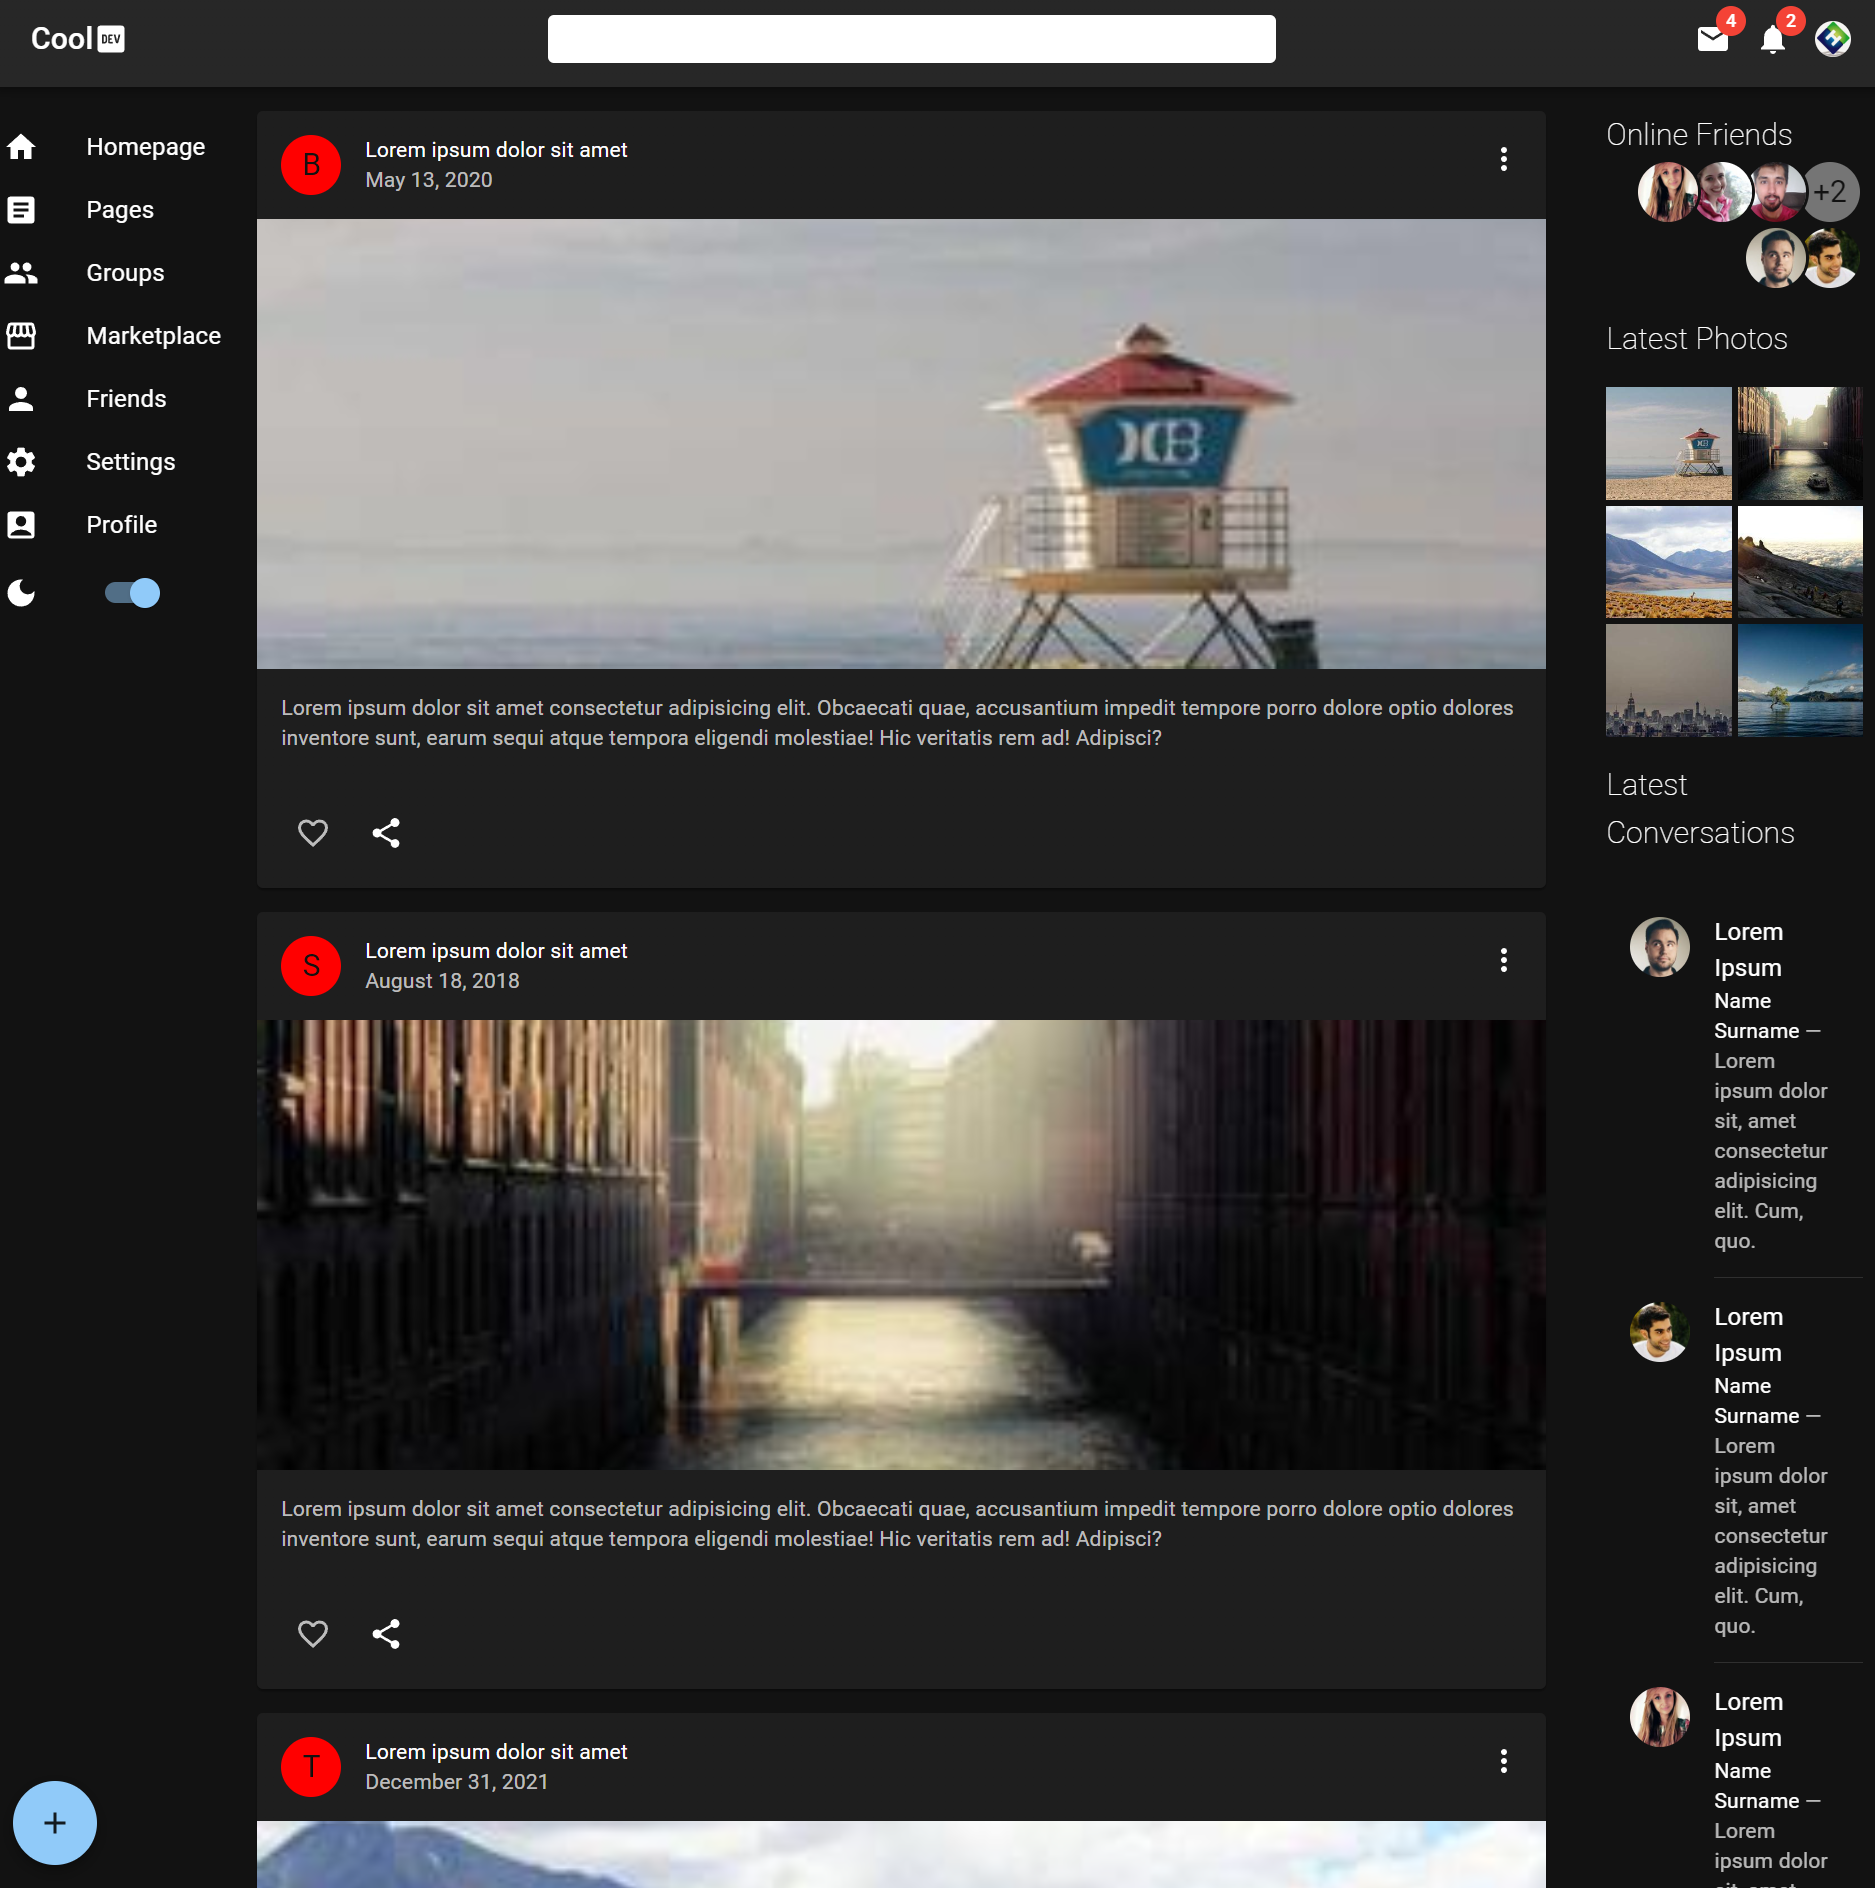 Cool DEV
4
2
Homepage
Pages
Groups
Marketplace
Friends
Settings
Profile
B
Lorem ipsum dolor sit amet
May 13, 2020
2
Lorem ipsum dolor sit amet consectetur adipisicing elit. Obcaecati quae, accusantium impedit tempore porro dolore optio dolores
inventore sunt, earum sequi atque tempora eligendi molestiae! Hic veritatis rem ad! Adipisci?
S
Lorem ipsum dolor sit amet
August 18, 2018
Lorem ipsum dolor sit amet consectetur adipisicing elit. Obcaecati quae, accusantium impedit tempore porro dolore optio dolores
inventore sunt, earum sequi atque tempora eligendi molestiae! Hic veritatis rem ad! Adipisci?
T
Lorem ipsum dolor sit amet
December 31, 2021
+
Online Friends
+2
Latest Photos
Latest
Conversations
Lorem
Ipsum
Name
Surname —
Lorem
ipsum dolor
sit, amet
consectetur
adipisicing
elit. Cum,
quo.
Lorem
Ipsum
Name
Surname —
Lorem
ipsum dolor
sit, amet
consectetur
adipisicing
elit. Cum,
quo.
Lorem
Ipsum
Name
Surname —
Lorem
ipsum dolor